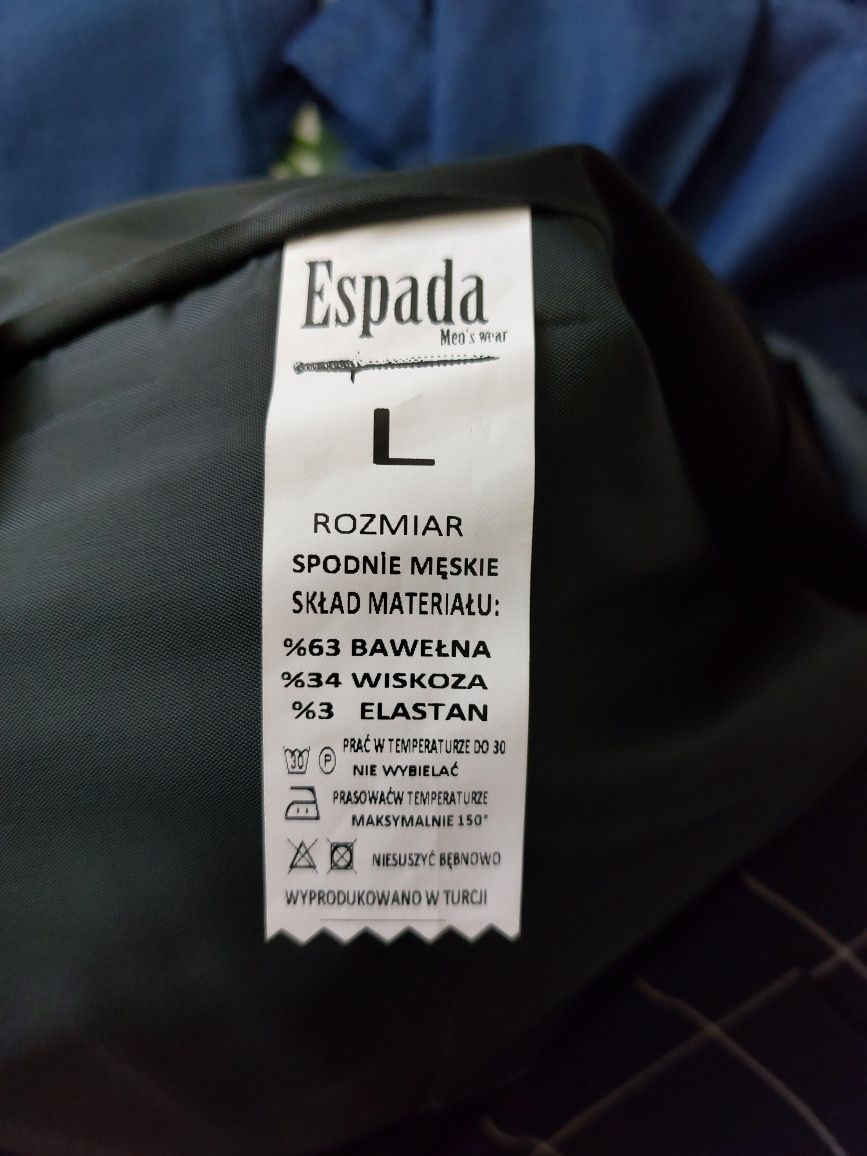 Espada
Men's wear
L
ROZMIAR
SPODNiE MĘSKIE
SKŁAD MATERIAŁU:
%63 BAWEŁNA
%34 WISKOZA
%3 ELASTAN
30 P PRAĆ W TEMPERATURZE DO 30
NIE WYBIELAĆ
PRASOWAĆW TEMPERATURZE
MAKSYMALNIE 150°
NIESUSZYĆ BĘBNOWO
WYPRODUKOWANO W TURCJI